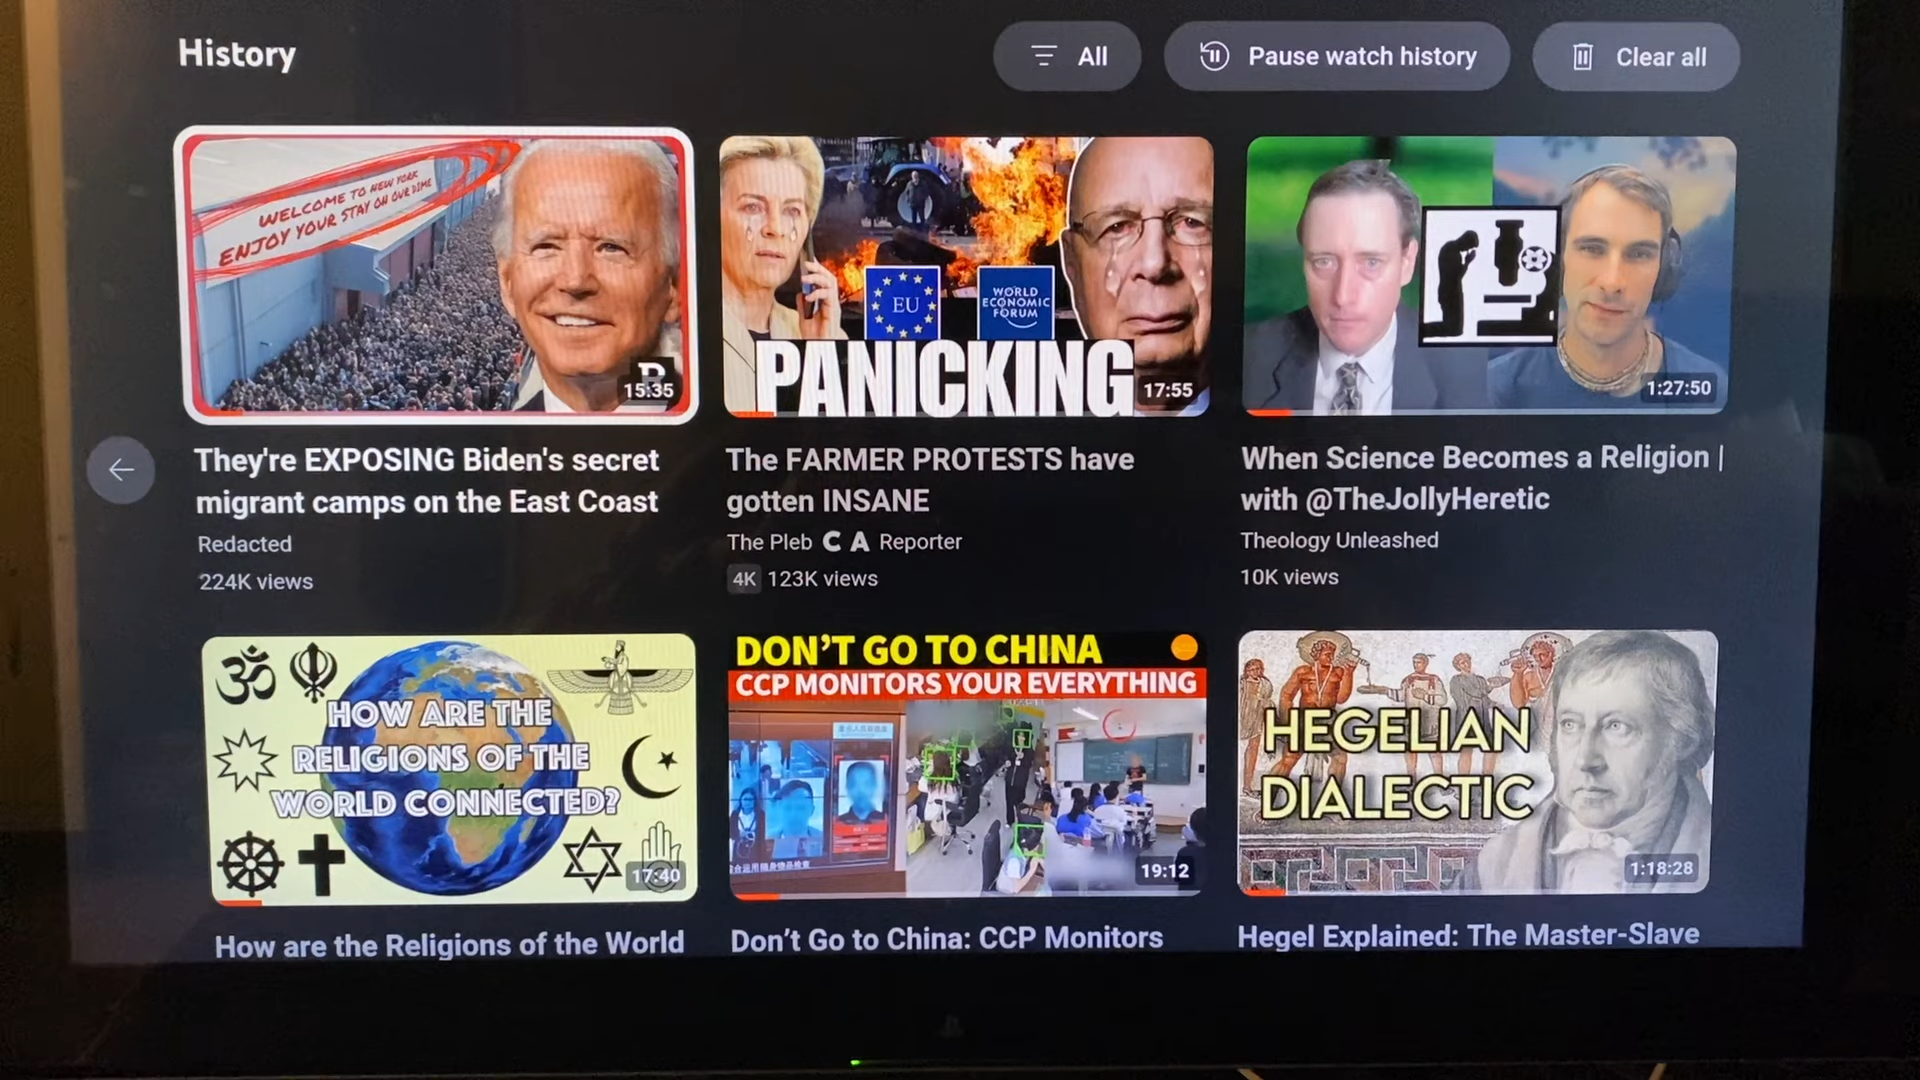 History
All
Pause watch history
Clear all
WELCOME TO NEW YORK
ENJOY YOUR STAY ON OUR DIME
15:35
EU
WORLD
ECONOMIC
FORUM
PANICKING
17:55
1:27:50
They're EXPOSING Biden's secret
migrant camps on the East Coast
Redacted
224K views
The FARMER PROTESTS have
gotten INSANE
The Pleb C A Reporter
4K 123K views
When Science Becomes a Religion |
with @TheJollyHeretic
Theology Unleashed
10K views
HOW ARE THE
RELIGIONS OF THE
WORLD CONNECTED?
17:40
DON'T GO TO CHINA
CCP MONITORS YOUR EVERYTHING
19:12
HEGELIAN
DIALECTIC
1:18:28
How are the Religions of the World
Don't Go to China: CCP Monitors
Hegel Explained: The Master-Slave